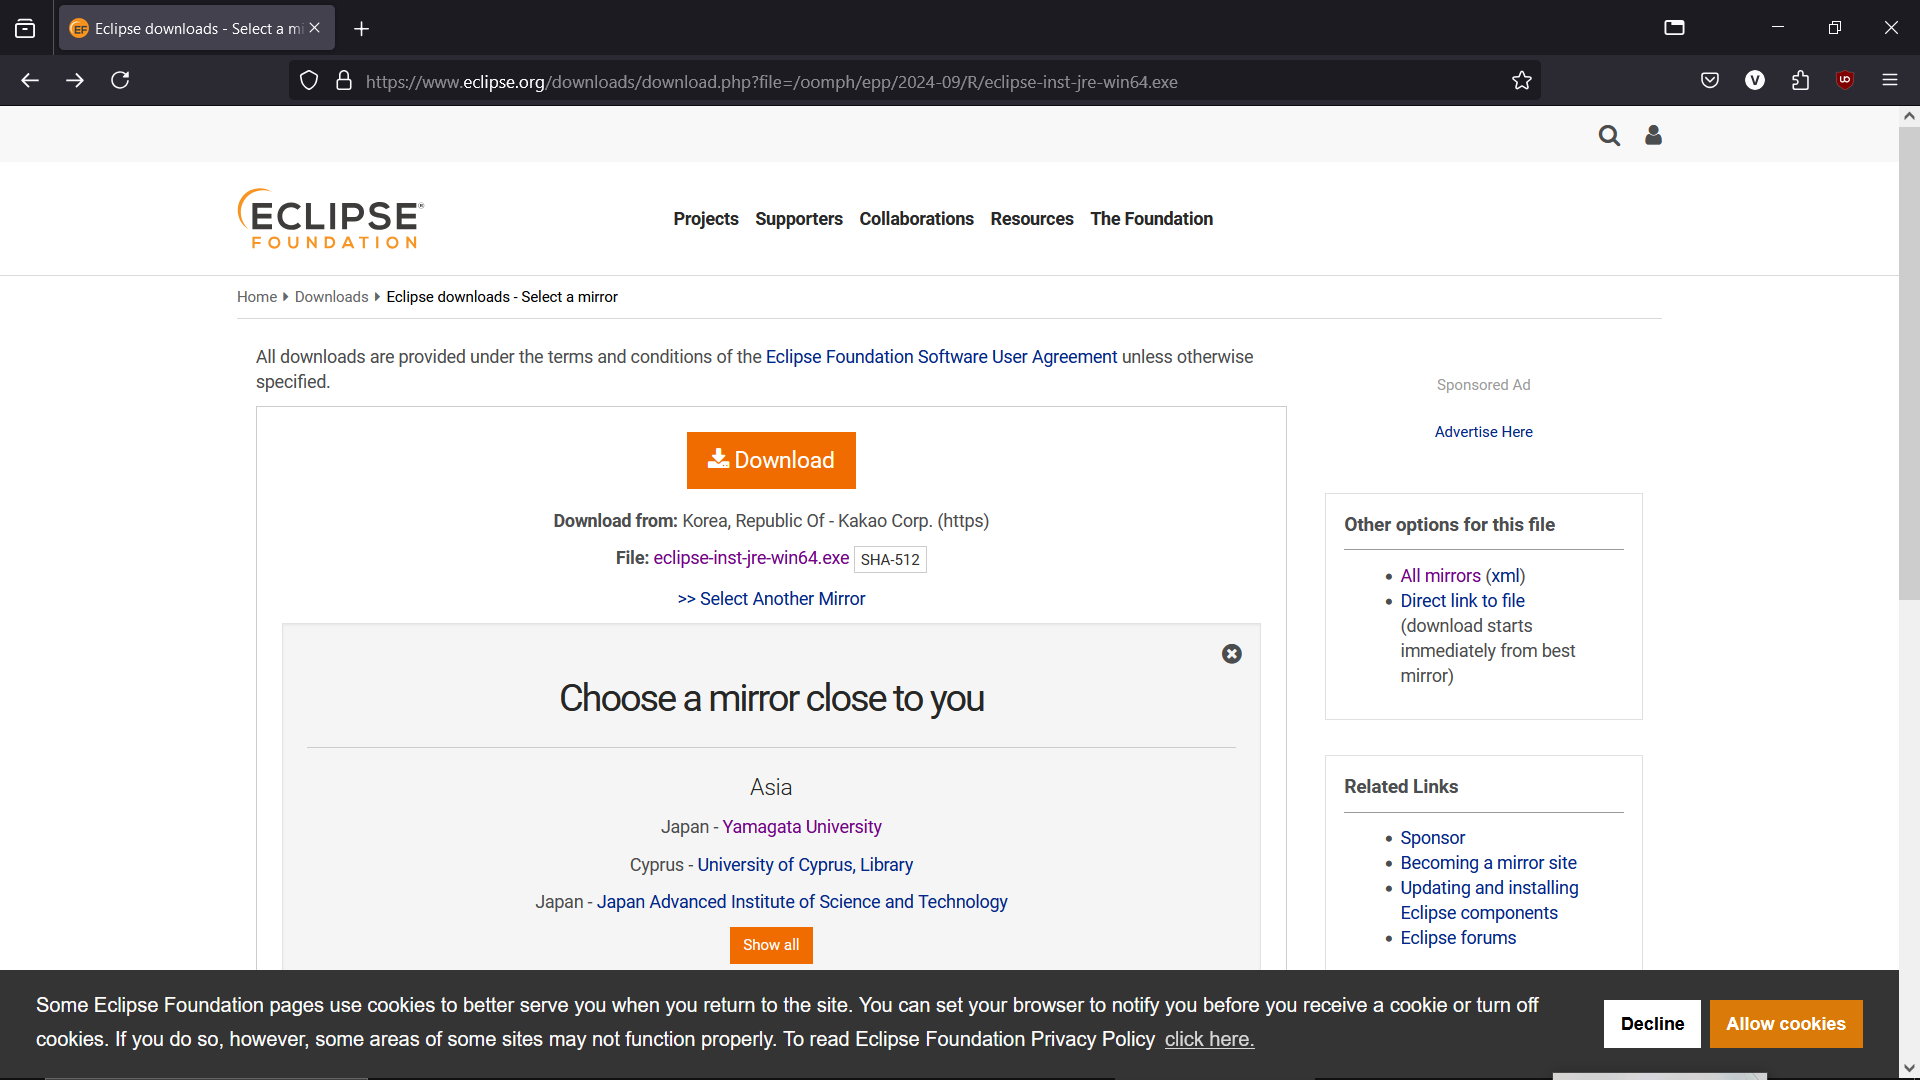 Eclipse downloads - Select a mi
https://www.eclipse.org/downloads/download.php?file=/oomph/epp/2024-09/R/eclipse-inst-jre-win64.exe
ECLIPSE
FOUNDATION
Projects Supporters Collaborations Resources The Foundation
Home Downloads Eclipse downloads - Select a mirror
All downloads are provided under the terms and conditions of the Eclipse Foundation Software User Agreement unless otherwise
specified.
Download
Download from: Korea, Republic Of - Kakao Corp. (https)
File: eclipse-inst-jre-win64.exe SHA-512
>> Select Another Mirror
Choose a mirror close to you
Asia
Japan - Yamagata University
Cyprus - University of Cyprus, Library
Japan - Japan Advanced Institute of Science and Technology
Show all
Sponsored Ad
Advertise Here
Other options for this file
All mirrors (xml)
Direct link to file
(download starts
immediately from best
mirror)
Related Links
Sponsor
Becoming a mirror site
Updating and installing
Eclipse components
Eclipse forums
Some Eclipse Foundation pages use cookies to better serve you when you return to the site. You can set your browser to notify you before you receive a cookie or turn off
cookies. If you do so, however, some areas of some sites may not function properly. To read Eclipse Foundation Privacy Policy click here.
Decline
Allow cookies